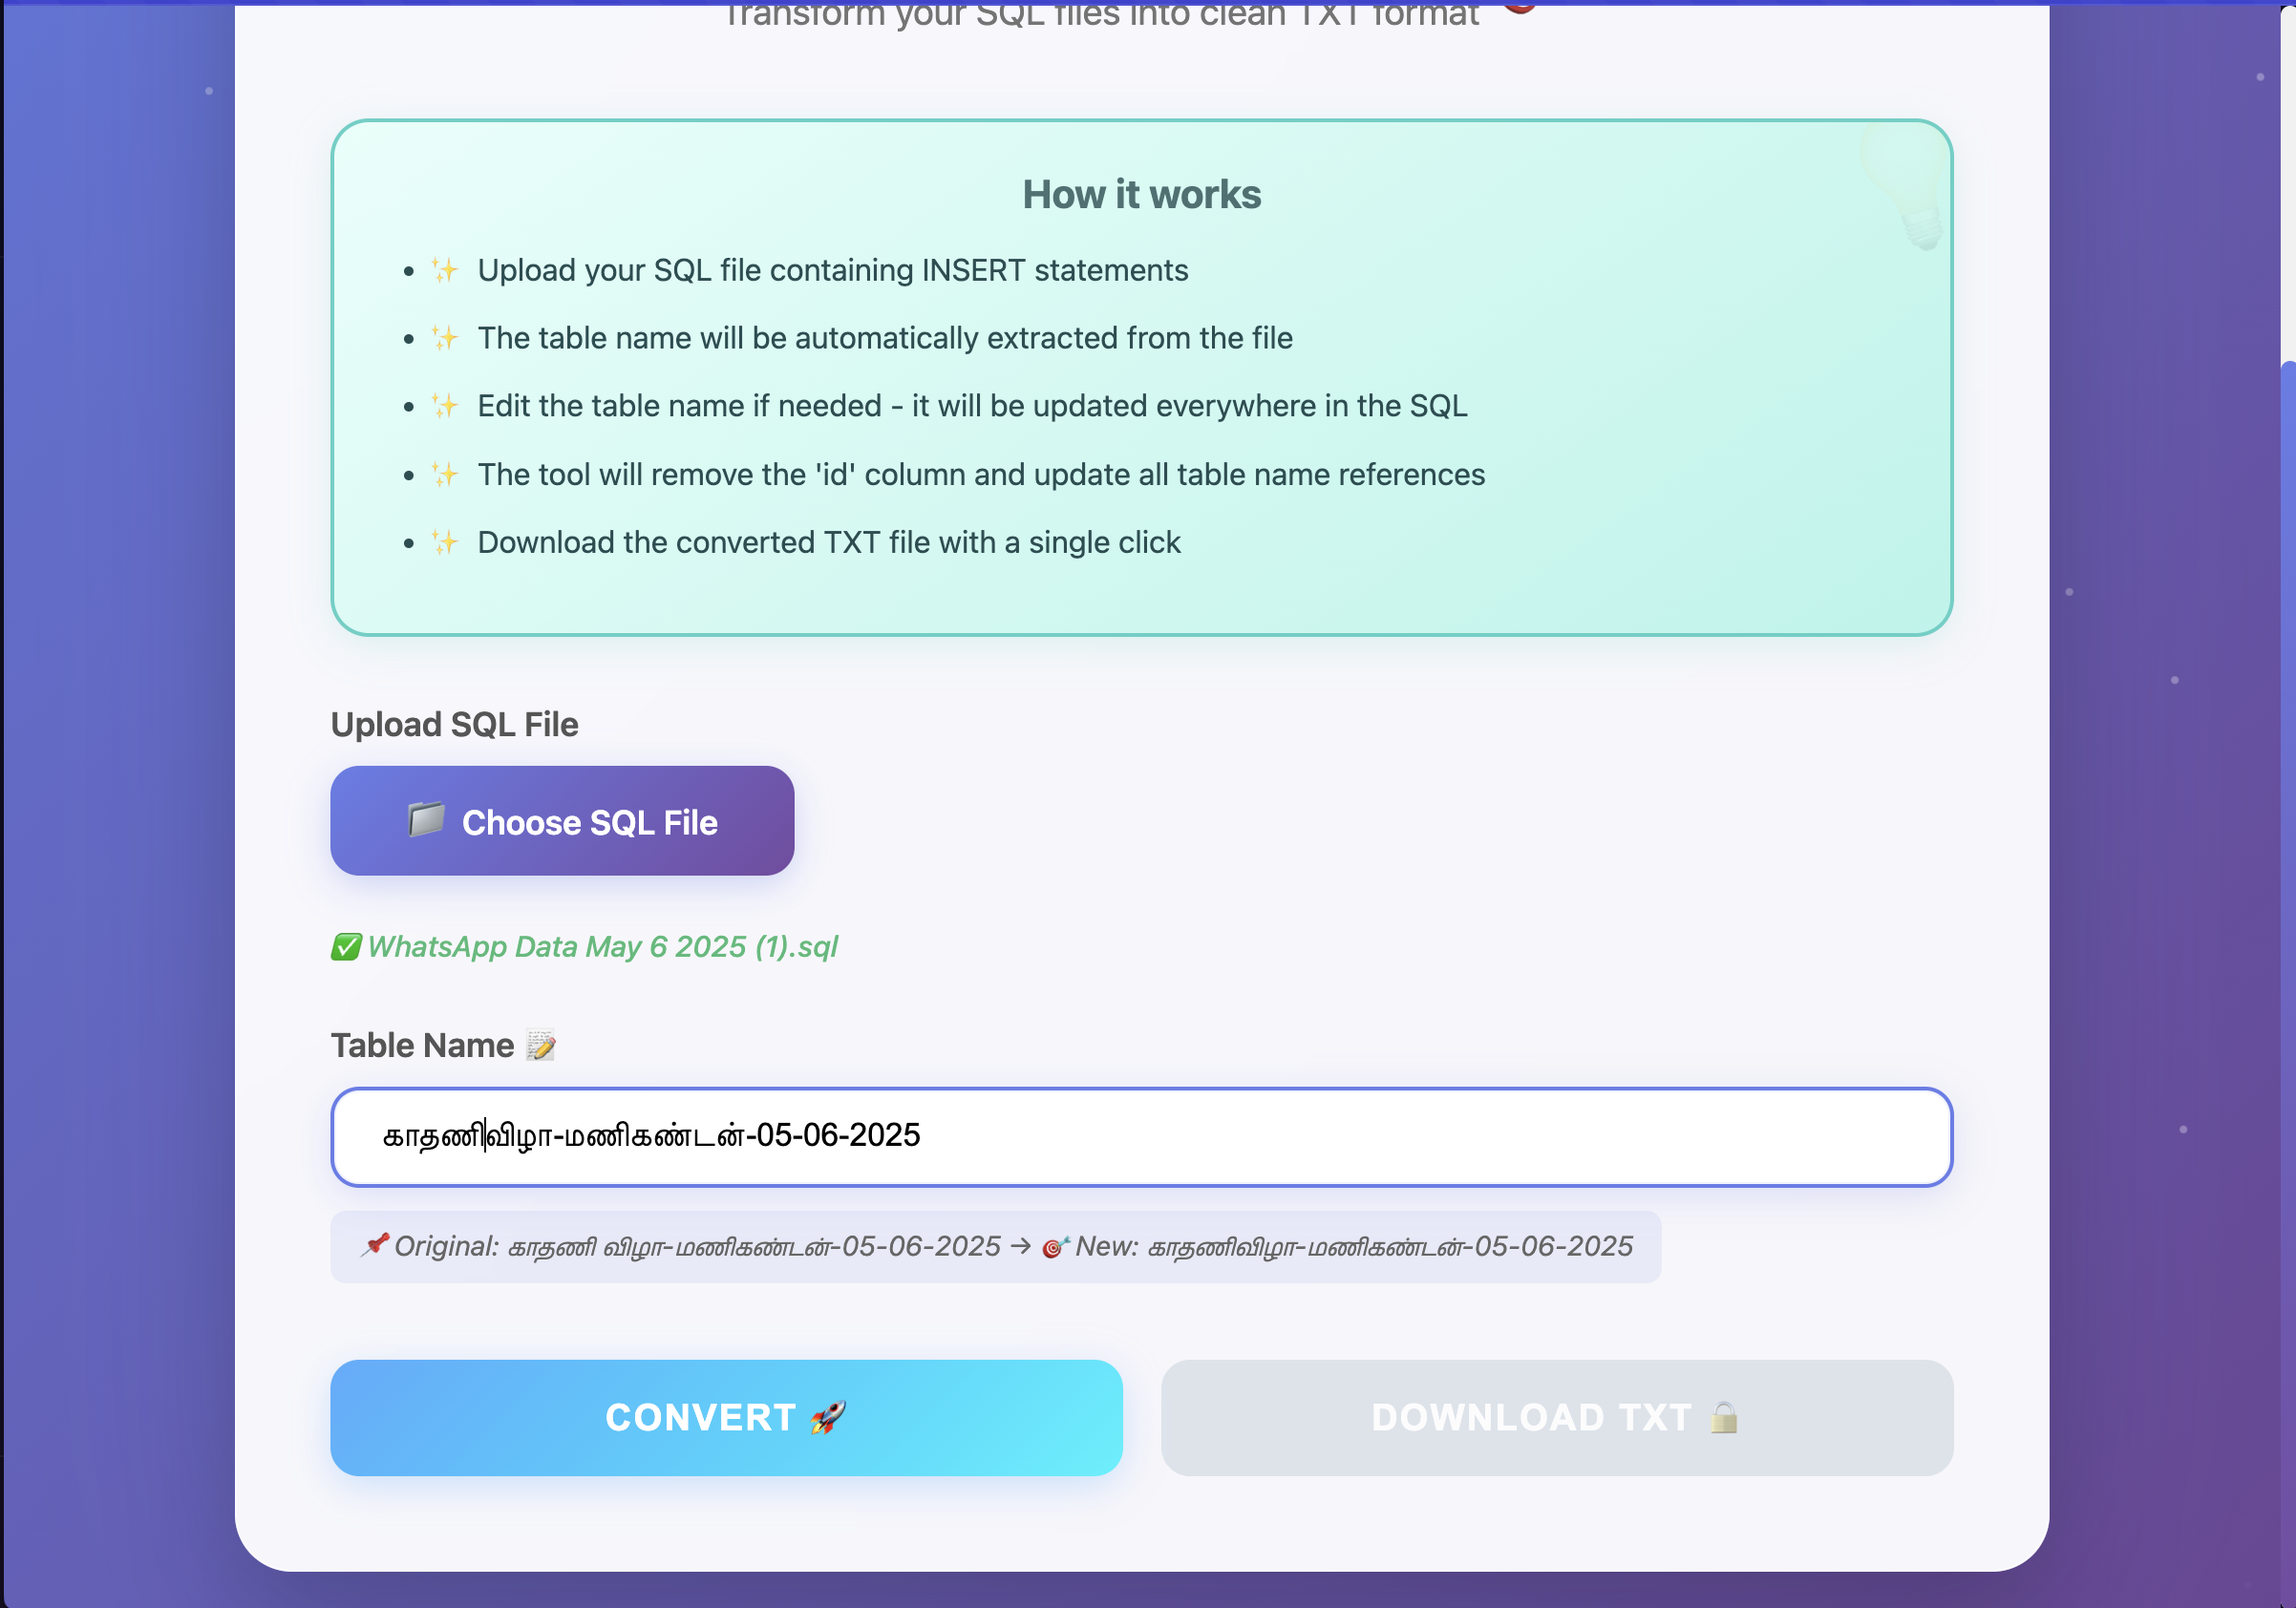 Transform your SQL files into clean TXT format
How it works
• ✨ Upload your SQL file containing INSERT statements
• ✨ The table name will be automatically extracted from the file
• ✨ Edit the table name if needed - it will be updated everywhere in the SQL
• ✨ The tool will remove the 'id' column and update all table name references
• ✨ Download the converted TXT file with a single click
Upload SQL File
📁 Choose SQL File
✅ WhatsApp Data May 6 2025 (1).sql
Table Name 📝
காதணிவிழா-மணிகண்டன்-05-06-2025
📌 Original: காதணி விழா-மணிகண்டன்-05-06-2025 → 🎯 New: காதணிவிழா-மணிகண்டன்-05-06-2025
CONVERT 🚀
DOWNLOAD TXT 🔒